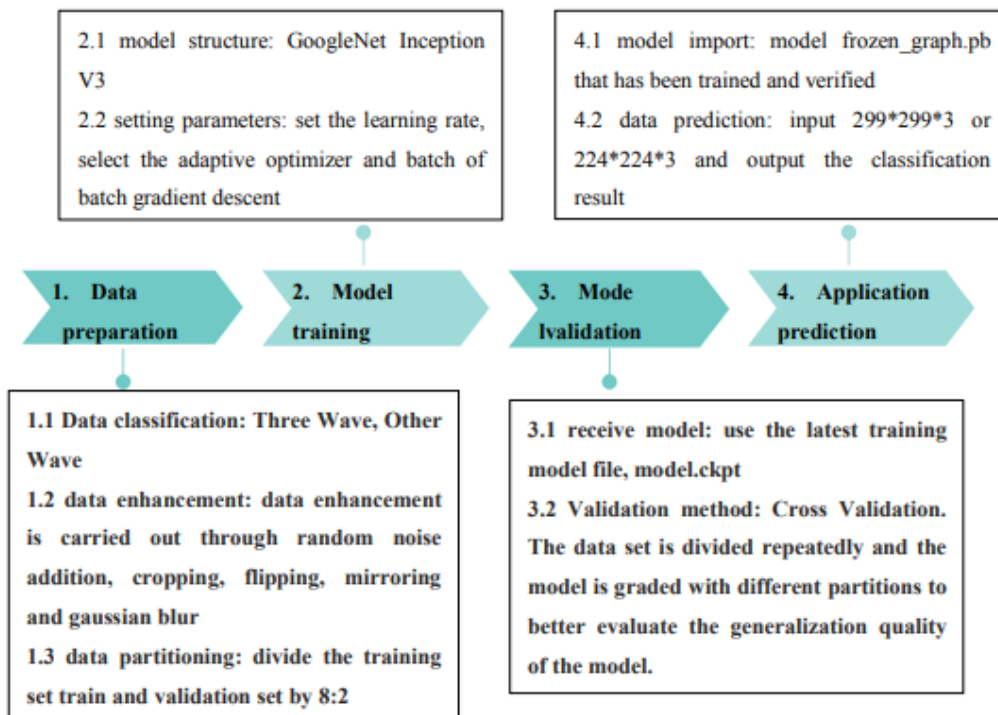 2.1 model structure: GoogleNet Inception
V3
2.2 setting parameters: set the learning rate,
select the adaptive optimizer and batch of
batch gradient descent
4.1 model import: model frozen_graph.pb
that has been trained and verified
4.2 data prediction: input 299*299*3 or
224*224*3 and output the classification
result
1. Data
preparation
2. Model
training
3. Mode
lvalidation
4. Application
prediction
1.1 Data classification: Three Wave, Other
Wave
1.2 data enhancement: data enhancement
is carried out through random noise
addition, cropping, flipping, mirroring
and gaussian blur
1.3 data partitioning: divide the training
set train and validation set by 8:2
3.1 receive model: use the latest training
model file, model.ckpt
3.2 Validation method: Cross Validation.
The data set is divided repeatedly and the
model is graded with different partitions to
better evaluate the generalization quality
of the model.